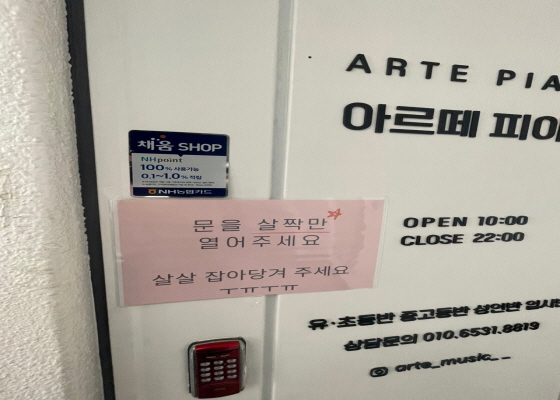 ARTE PIA
아르떼 피아
채움 SHOP
NHpoint
100% 사용가능
0.1~1.0% 적립
NH농협카드
문을 살짝만
열어주세요
살살 잡아당겨 주세요
ㅜㅠㅜㅠ
OPEN 10:00
CLOSE 22:00
유·초등반 중고등반 성인반 입시반
상담문의 010.6531.8819
@ arte_music__